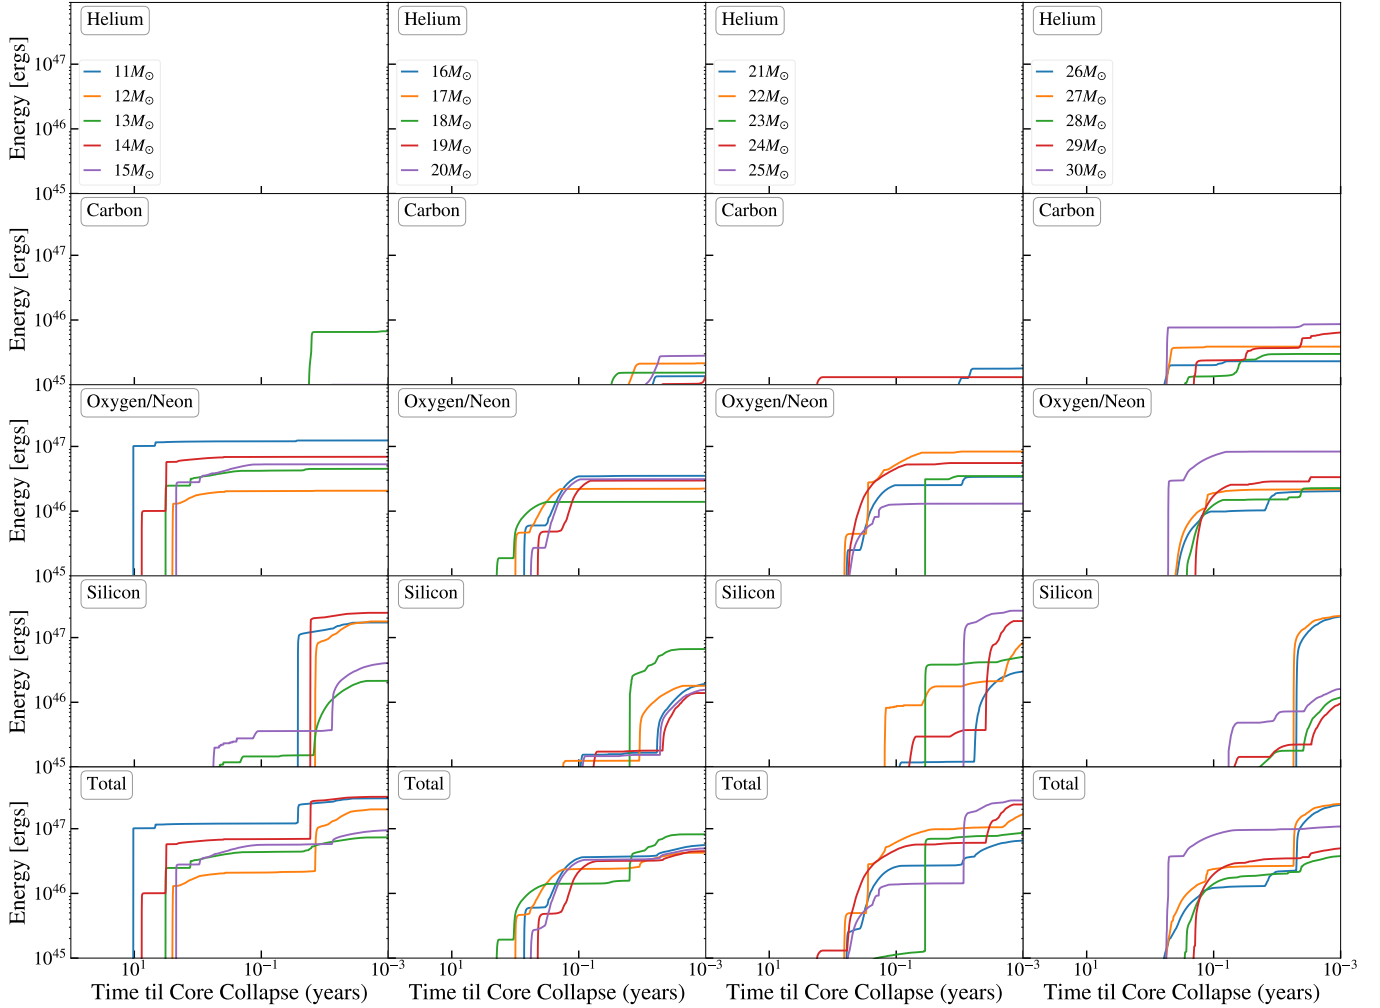 Helium
Helium
Helium
Helium
Energy [ergs]
10^47
10^46
10^45
11M⊙
12M⊙
13M⊙
14M⊙
15M⊙
16M⊙
17M⊙
18M⊙
19M⊙
20M⊙
21M⊙
22M⊙
23M⊙
24M⊙
25M⊙
26M⊙
27M⊙
28M⊙
29M⊙
30M⊙
Carbon
Carbon
Carbon
Carbon
Energy [ergs]
10^47
10^46
10^45
Oxygen/Neon
Oxygen/Neon
Oxygen/Neon
Oxygen/Neon
Energy [ergs]
10^47
10^46
10^45
Silicon
Silicon
Silicon
Silicon
Energy [ergs]
10^47
10^46
10^45
Total
Total
Total
Total
Energy [ergs]
10^47
10^46
10^45
10^1
10^-1
10^-3
10^1
10^-1
10^-3
10^1
10^-1
10^-3
10^1
10^-1
10^-3
Time til Core Collapse (years)
Time til Core Collapse (years)
Time til Core Collapse (years)
Time til Core Collapse (years)